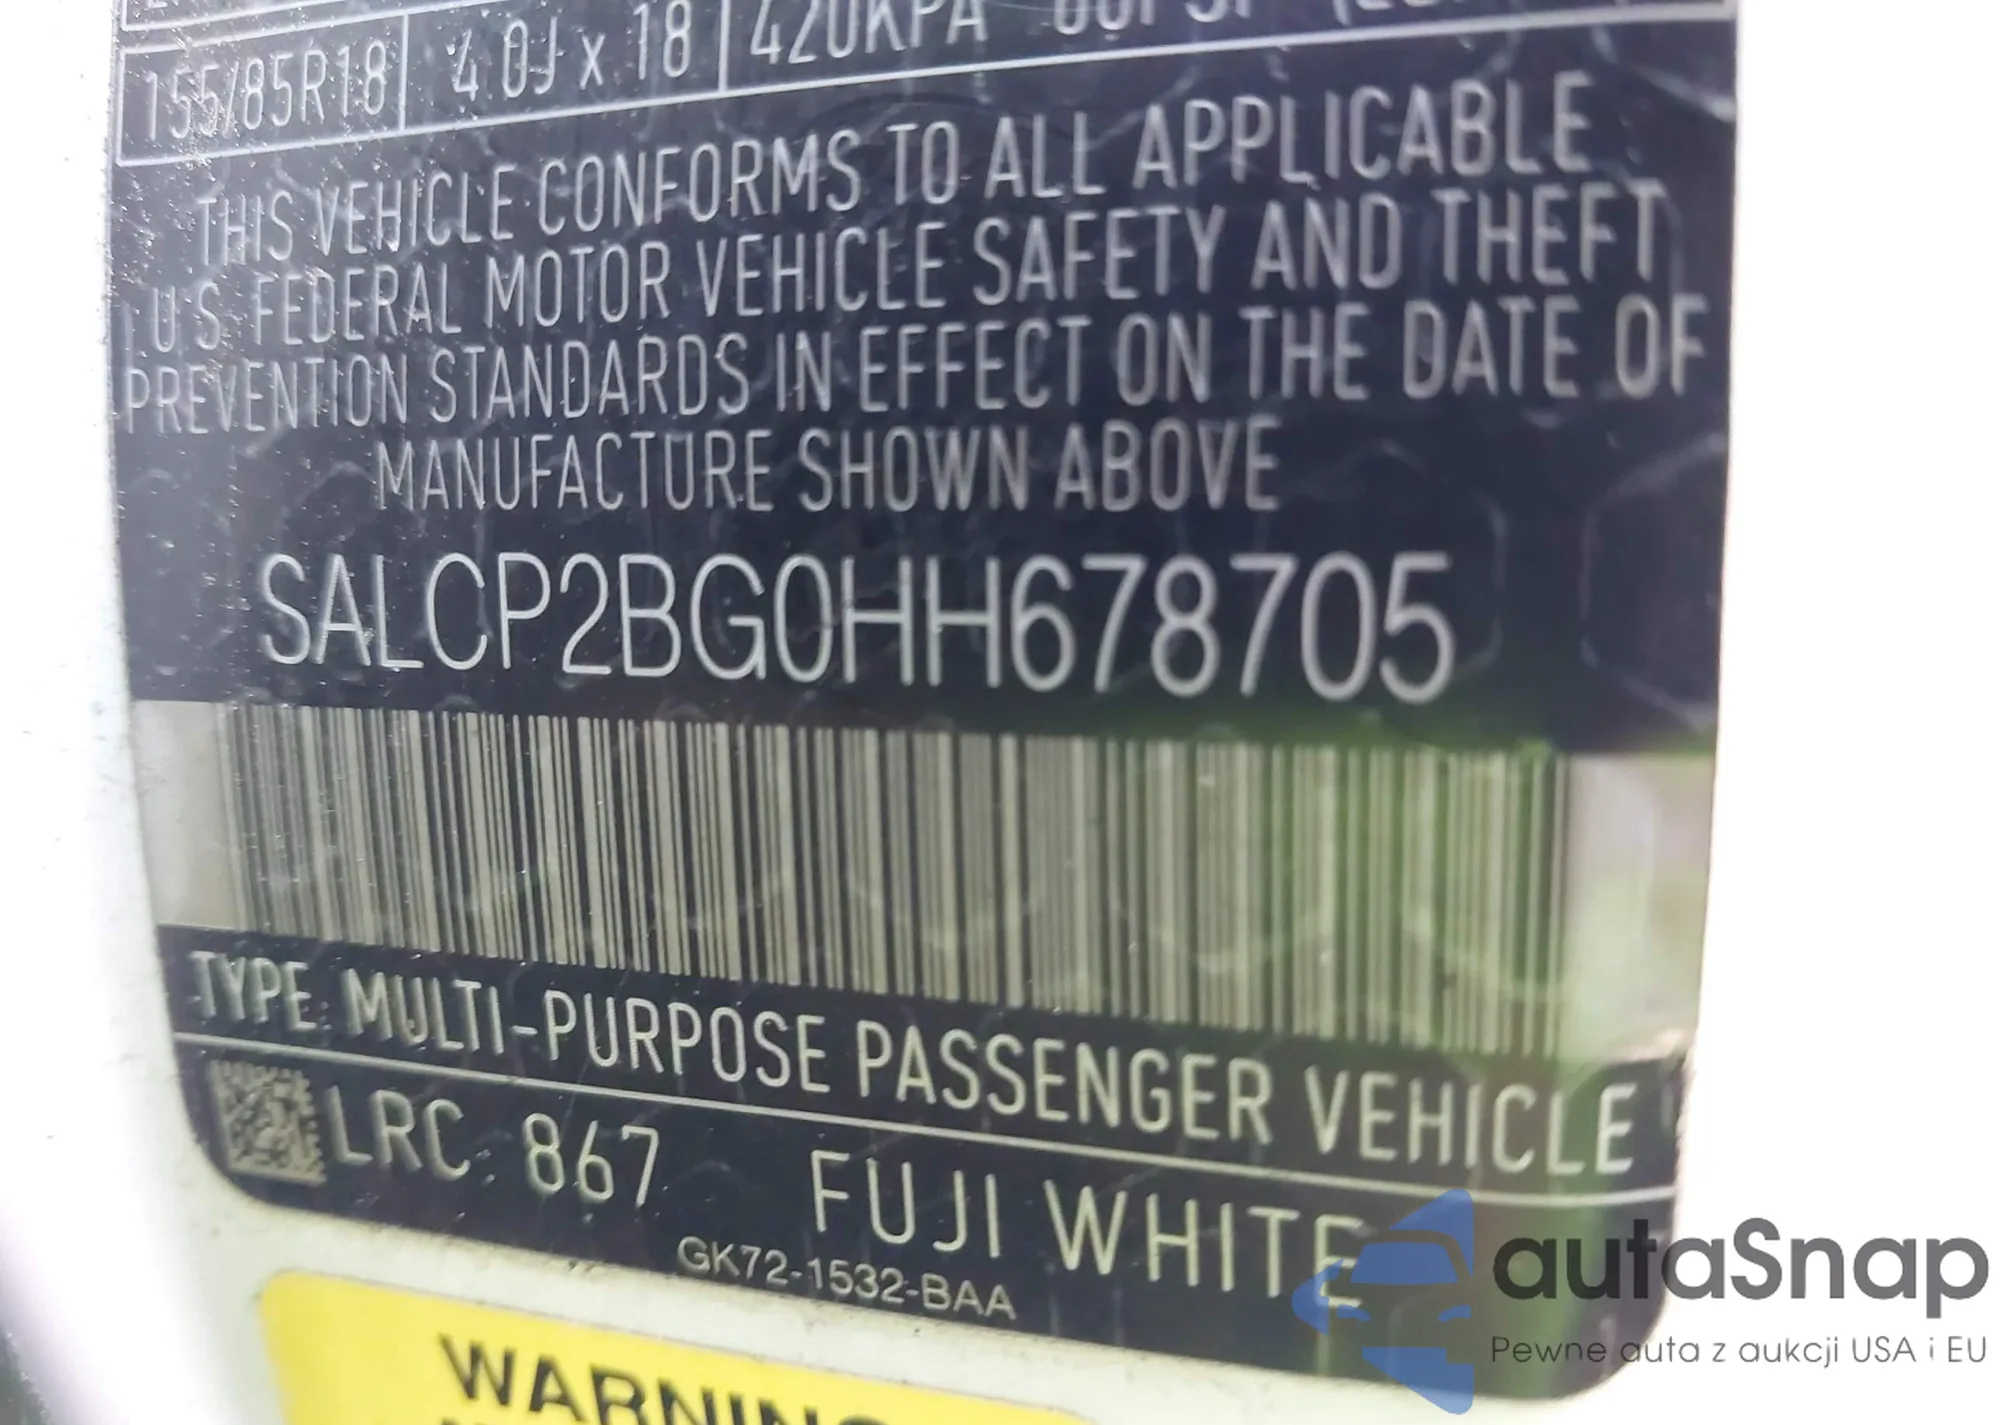 155/85R18 4.0J x 18 420KPA
THIS VEHICLE CONFORMS TO ALL APPLICABLE
U.S. FEDERAL MOTOR VEHICLE SAFETY AND THEFT
PREVENTION STANDARDS IN EFFECT ON THE DATE OF
MANUFACTURE SHOWN ABOVE
SALCP2BG0HH678705
TYPE: MULTI-PURPOSE PASSENGER VEHICLE
LRC: 867 FUJI WHITE
GK72-1532-BAA
WARNING
autaSnap
Pewne auta z aukcji USA i EU